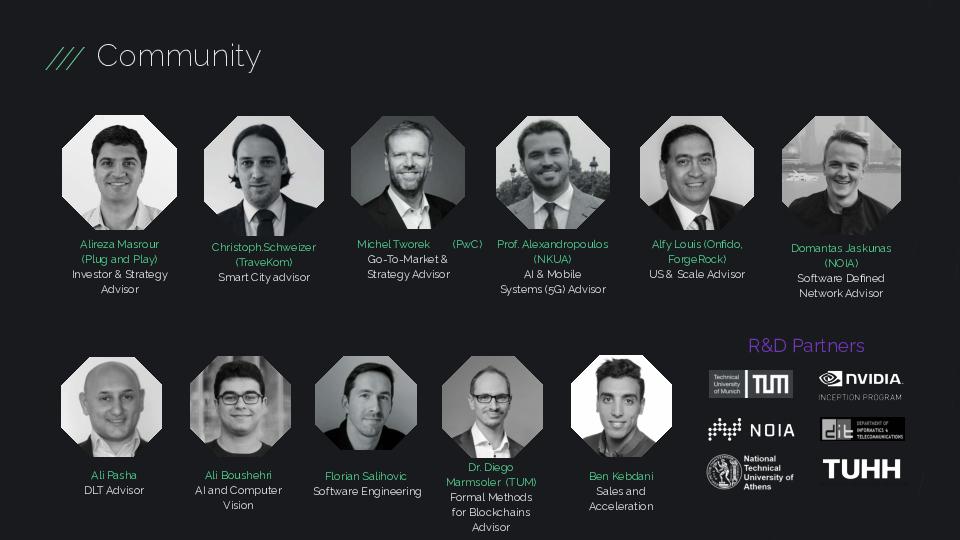 Community
Alireza Masrour
(Plug and Play)
Investor & Strategy
Advisor
Christoph.Schweizer
(TraveKom)
Smart City advisor
Michel Tworek (PwC)
Go-To-Market &
Strategy Advisor
Prof. Alexandropoulos
(NKUA)
AI & Mobile
Systems (5G) Advisor
Alfy Louis (Onfido,
ForgeRock)
US & Scale Advisor
Domantas Jaskunas
(NOIA)
Software Defined
Network Advisor
Ali Pasha
DLT Advisor
Ali Boushehri
AI and Computer
Vision
Florian Salihovic
Software Engineering
Dr. Diego
Marmsoler (TUM)
Formal Methods
for Blockchains
Advisor
Ben Kebdani
Sales and
Acceleration
R&D Partners
Technical
University
of Munich
TUM
NVIDIA.
INCEPTION PROGRAM
NOIA
dit
DEPARTMENT OF
INFORMATICS &
TELECOMMUNICATIONS
National
Technical
University of
Athens
TUHH